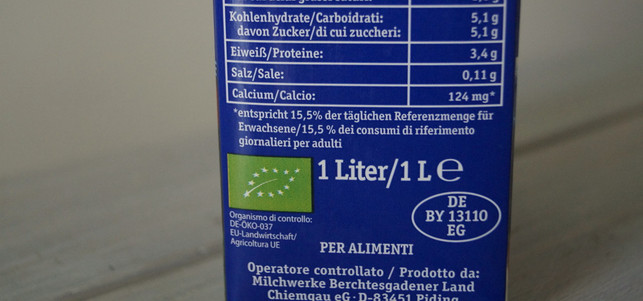 Kohlenhydrate/Carboidrati: 5,1 g
davon Zucker/di cui zuccheri: 5,1 g
Eiweiß/Proteine: 3,4 g
Salz/Sale: 0,11 g
Calcium/Calcio: 124 mg*
*entspricht 15,5% der täglichen Referenzmenge für
Erwachsene/15,5 % dei consumi di riferimento
giornalieri per adulti
1 Liter/1 L e
Organismo di controllo:
DE-ÖKO-037
EU-Landwirtschaft/
Agricoltura UE
DE
BY 13110
EG
PER ALIMENTI
Operatore controllato / Prodotto da:
Milchwerke Berchtesgadener Land
Chiemgau eG · D-83451 Piding